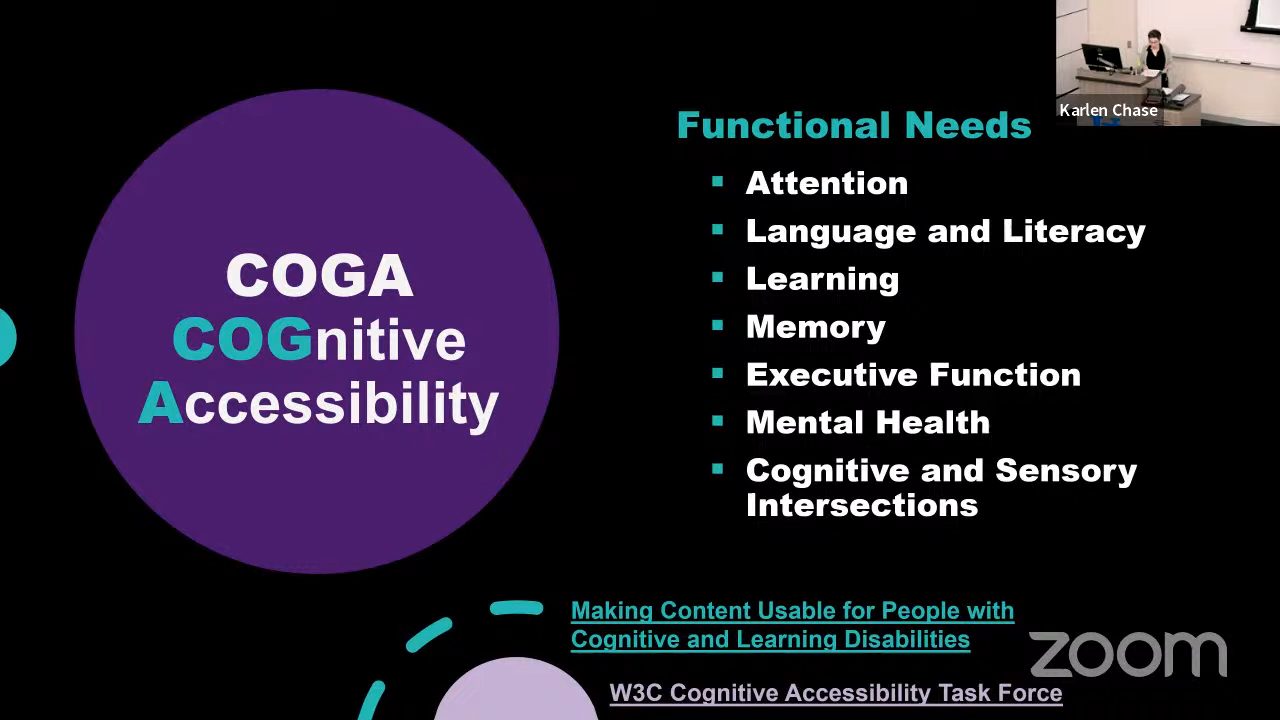 COGA
COGnitive
Accessibility
Functional Needs
Attention
Language and Literacy
Learning
Memory
Executive Function
Mental Health
Cognitive and Sensory
Intersections
Making Content Usable for People with
Cognitive and Learning Disabilities
W3C Cognitive Accessibility Task Force
Karlen Chase
zoom